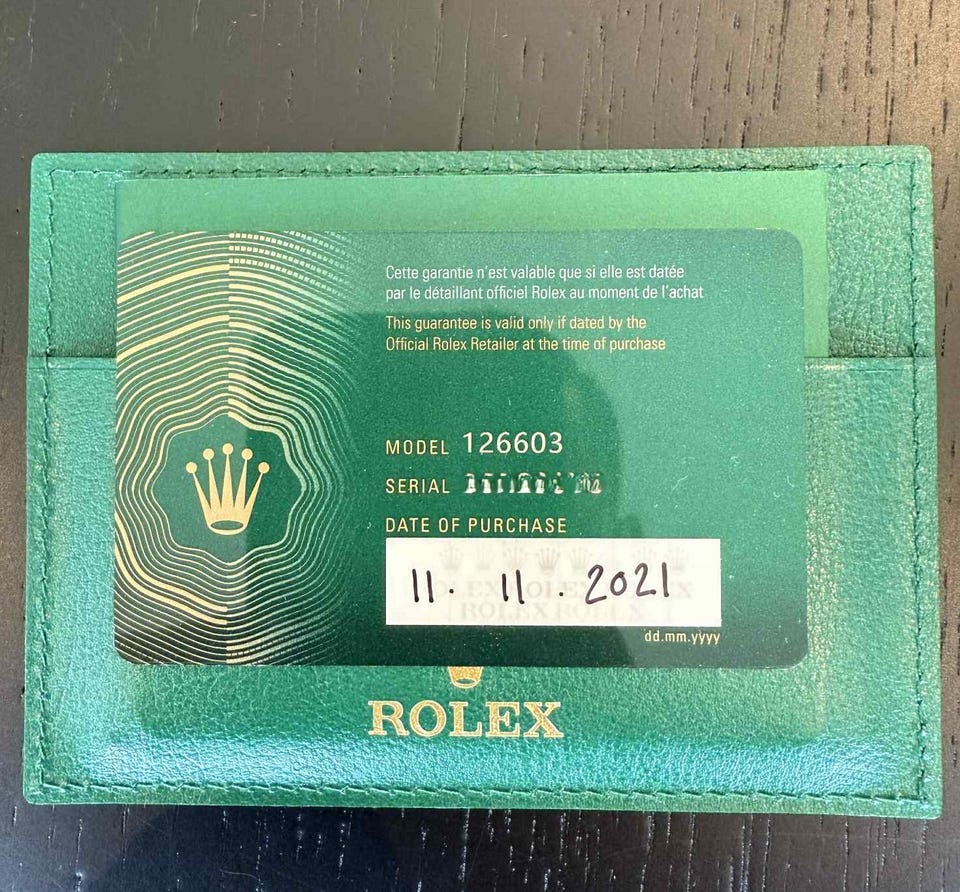 Cette garantie n'est valable que si elle est datée
par le détaillant officiel Rolex au moment de l'achat
This guarantee is valid only if dated by the
Official Rolex Retailer at the time of purchase
MODEL 126603
SERIAL
DATE OF PURCHASE
11. 11. 2021
dd.mm.yyyy
ROLEX